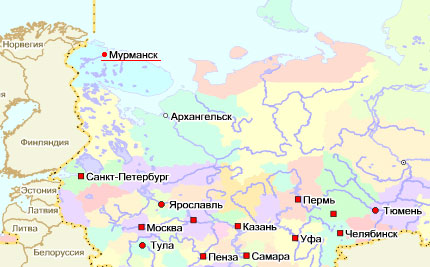 Норвегия
Мурманск
Архангельск
Финляндия
Санкт-Петербург
Эстония
Ярославль
Пермь
Латвия
Тюмень
Литва
Москва
Казань
Челябинск
Уфа
Тула
Белоруссия
Пенза
Самара